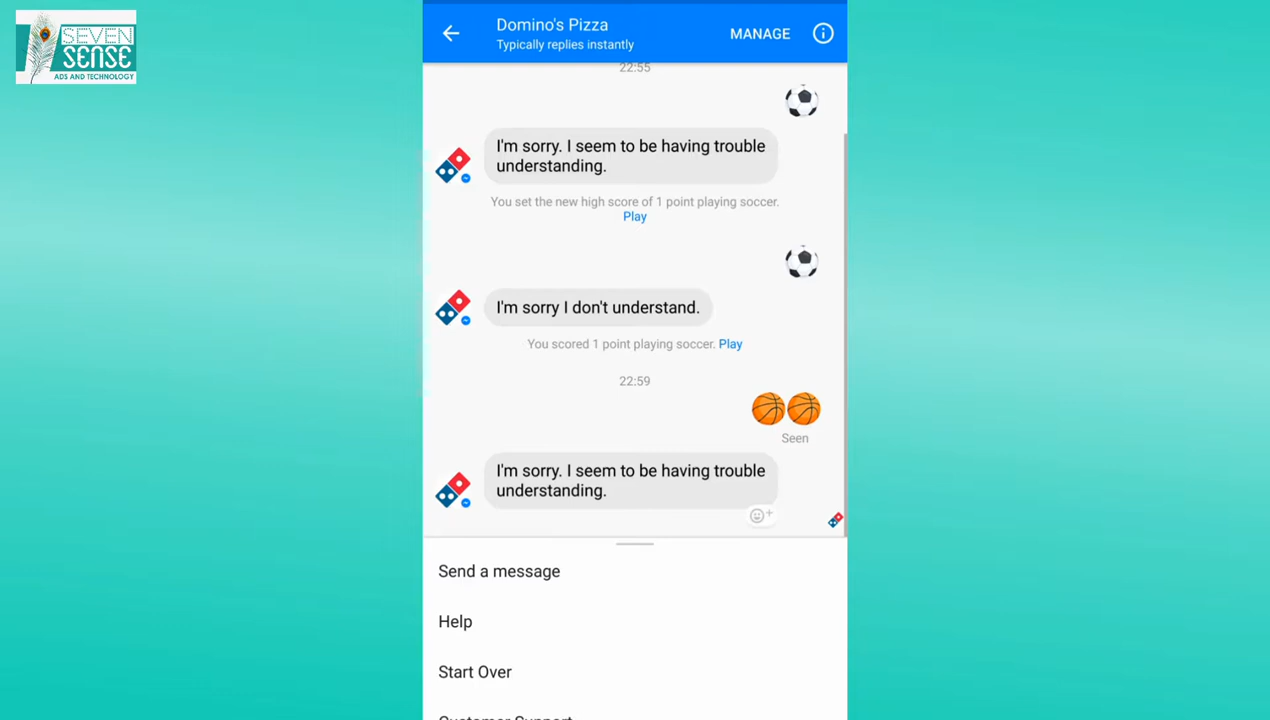 SEVEN
SENSE
ADS AND TECHNOLOGY
Domino's Pizza
Typically replies instantly
MANAGE
22:55
I'm sorry. I seem to be having trouble
understanding.
You set the new high score of 1 point playing soccer.
Play
I'm sorry I don't understand.
You scored 1 point playing soccer. Play
22:59
Seen
I'm sorry. I seem to be having trouble
understanding.
Send a message
Help
Start Over
Customer Support